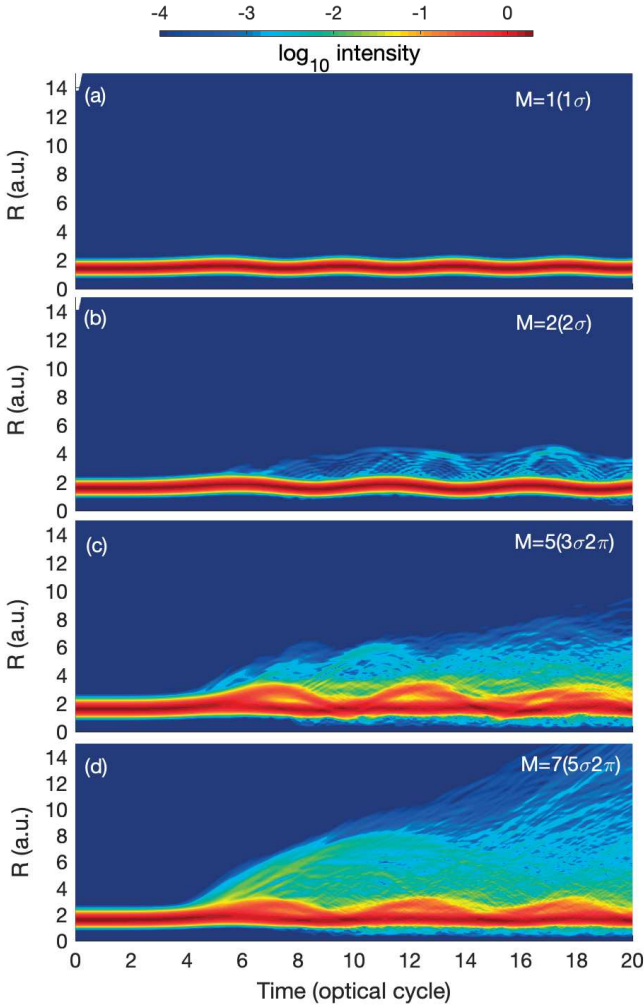 -4 -3 -2 -1 0
log₁₀ intensity
(a) M=1(1σ)
14
12
10
8
6
4
2
0
R (a.u.)
(b) M=2(2σ)
14
12
10
8
6
4
2
0
R (a.u.)
(c) M=5(3σ2π)
14
12
10
8
6
4
2
0
R (a.u.)
(d) M=7(5σ2π)
14
12
10
8
6
4
2
0
R (a.u.)
0 2 4 6 8 10 12 14 16 18 20
Time (optical cycle)